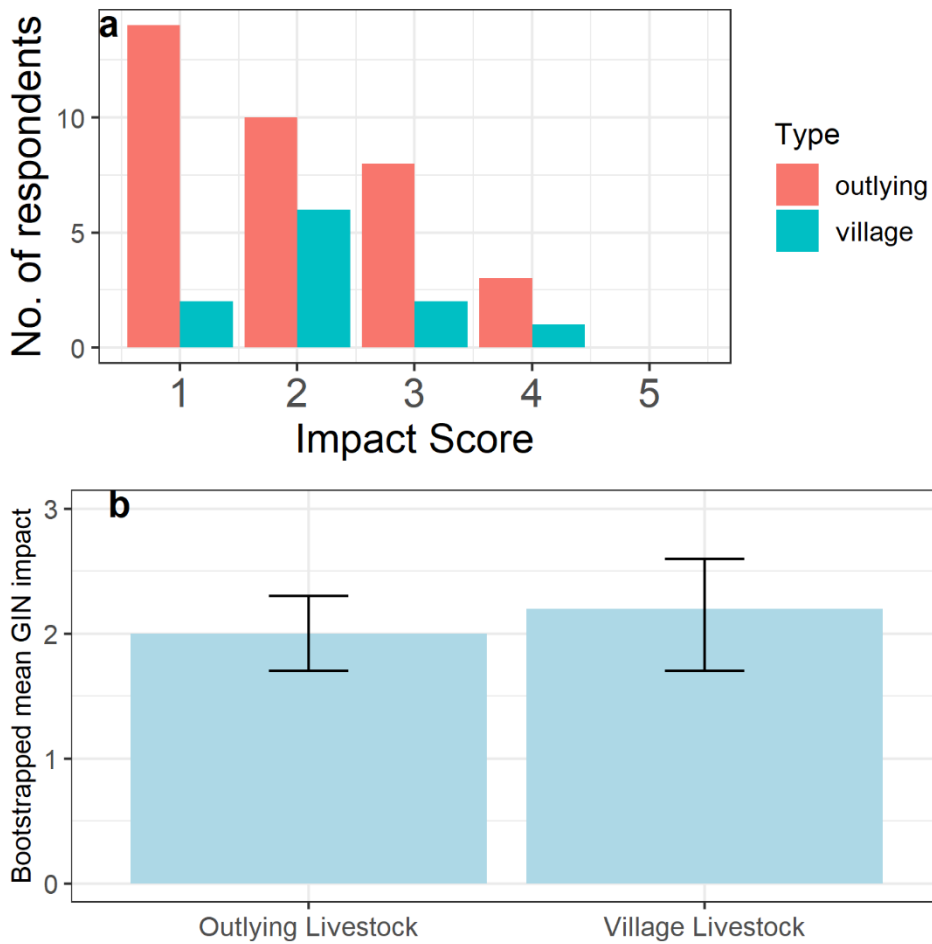 a
No. of respondents
10
5
0
1 2 3 4 5
Impact Score
Type
outlying
village
b
Bootstrapped mean GIN impact
3
2
1
0
Outlying Livestock Village Livestock